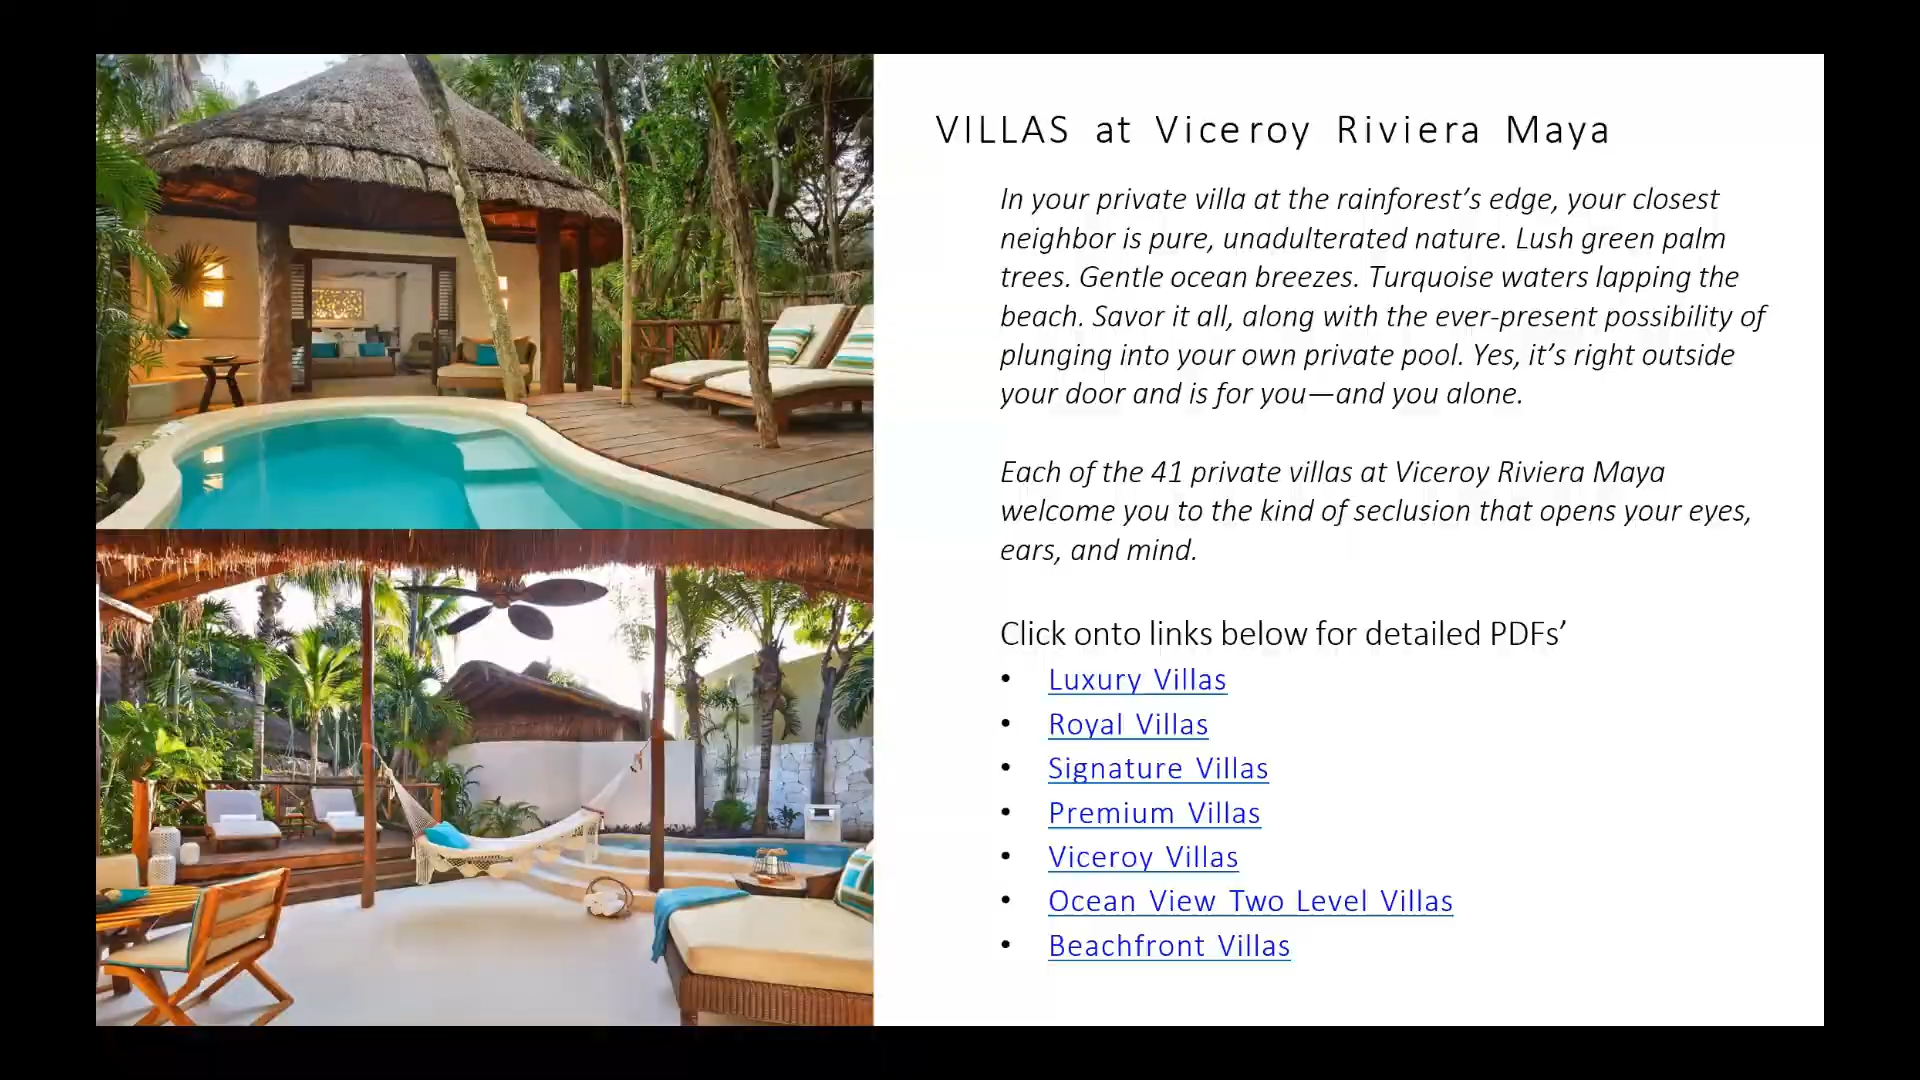 VILLAS at Viceroy Riviera Maya
In your private villa at the rainforest’s edge, your closest
neighbor is pure, unadulterated nature. Lush green palm
trees. Gentle ocean breezes. Turquoise waters lapping the
beach. Savor it all, along with the ever-present possibility of
plunging into your own private pool. Yes, it’s right outside
your door and is for you—and you alone.
Each of the 41 private villas at Viceroy Riviera Maya
welcome you to the kind of seclusion that opens your eyes,
ears, and mind.
Click onto links below for detailed PDFs’
• Luxury Villas
• Royal Villas
• Signature Villas
• Premium Villas
• Viceroy Villas
• Ocean View Two Level Villas
• Beachfront Villas